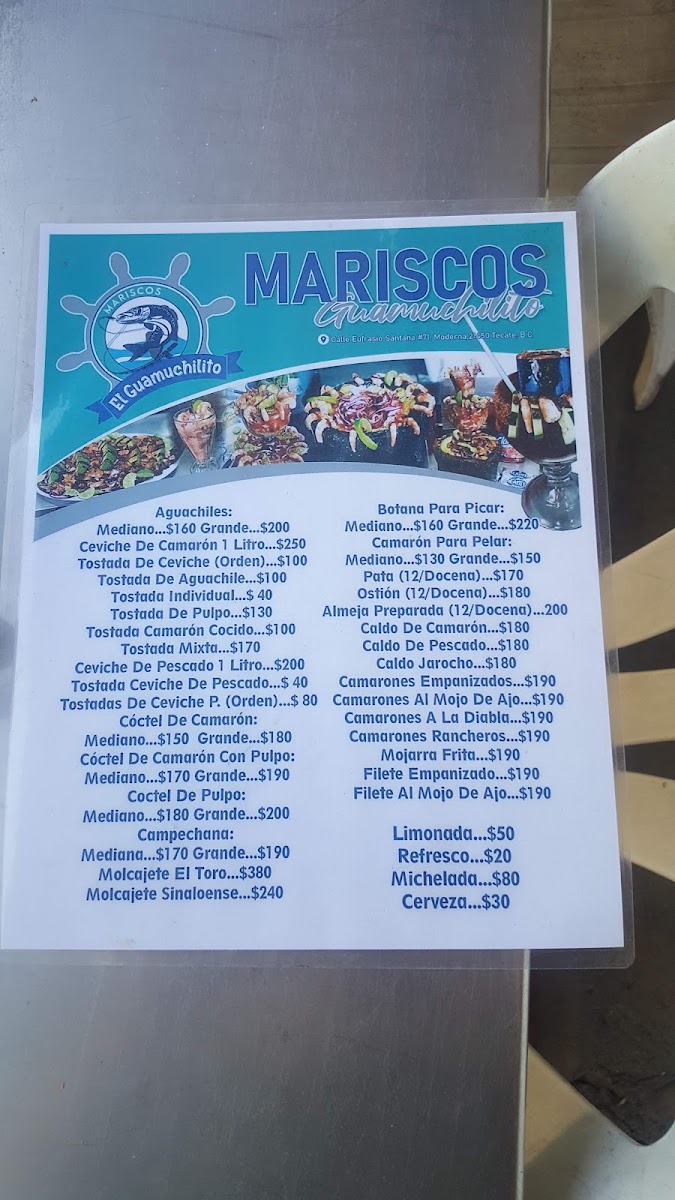 MARISCOS
El Guamuchilito
MARISCOS
Guamuchilito
Calle Eufrasio Santana #71, Moderna,21650 Tecate, B.C.
Aguachiles:
Mediano...$160 Grande...$200
Ceviche De Camarón 1 Litro...$250
Tostada De Ceviche (Orden)...$100
Tostada De Aguachile...$100
Tostada Individual...$ 40
Tostada De Pulpo...$130
Tostada Camarón Cocido...$100
Tostada Mixta...$170
Ceviche De Pescado 1 Litro...$200
Tostada Ceviche De Pescado...$ 40
Tostadas De Ceviche P. (Orden)...$ 80
Cóctel De Camarón:
Mediano...$150 Grande...$180
Cóctel De Camarón Con Pulpo:
Mediano...$170 Grande...$190
Coctel De Pulpo:
Mediano...$180 Grande...$200
Campechana:
Mediana...$170 Grande...$190
Molcajete El Toro...$380
Molcajete Sinaloense...$240
Botana Para Picar:
Mediano...$160 Grande...$220
Camarón Para Pelar:
Mediano...$130 Grande...$150
Pata (12/Docena)...$170
Ostión (12/Docena)...$180
Almeja Preparada (12/Docena)...200
Caldo De Camarón...$180
Caldo De Pescado...$180
Caldo Jarocho...$180
Camarones Empanizados...$190
Camarones Al Mojo De Ajo...$190
Camarones A La Diabla...$190
Camarones Rancheros...$190
Mojarra Frita...$190
Filete Empanizado...$190
Filete Al Mojo De Ajo...$190
Limonada...$50
Refresco...$20
Michelada...$80
Cerveza...$30